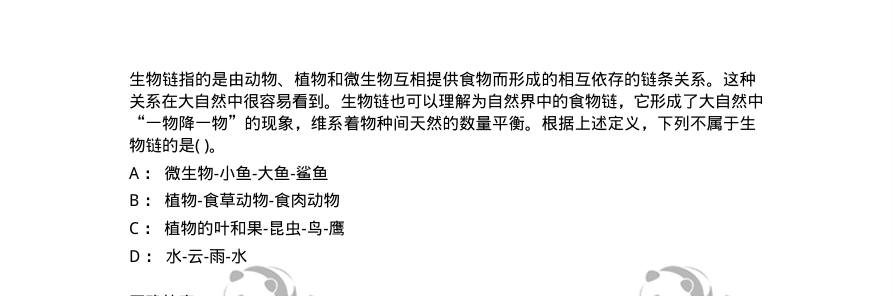 生物链指的是由动物、植物和微生物互相提供食物而形成的相互依存的链条关系。这种
关系在大自然中很容易看到。生物链也可以理解为自然界中的食物链，它形成了大自然中
“一物降一物”的现象，维系着物种间天然的数量平衡。根据上述定义，下列不属于生
物链的是( )。
A： 微生物-小鱼-大鱼-鲨鱼
B： 植物-食草动物-食肉动物
C： 植物的叶和果-昆虫-鸟-鹰
D： 水-云-雨-水